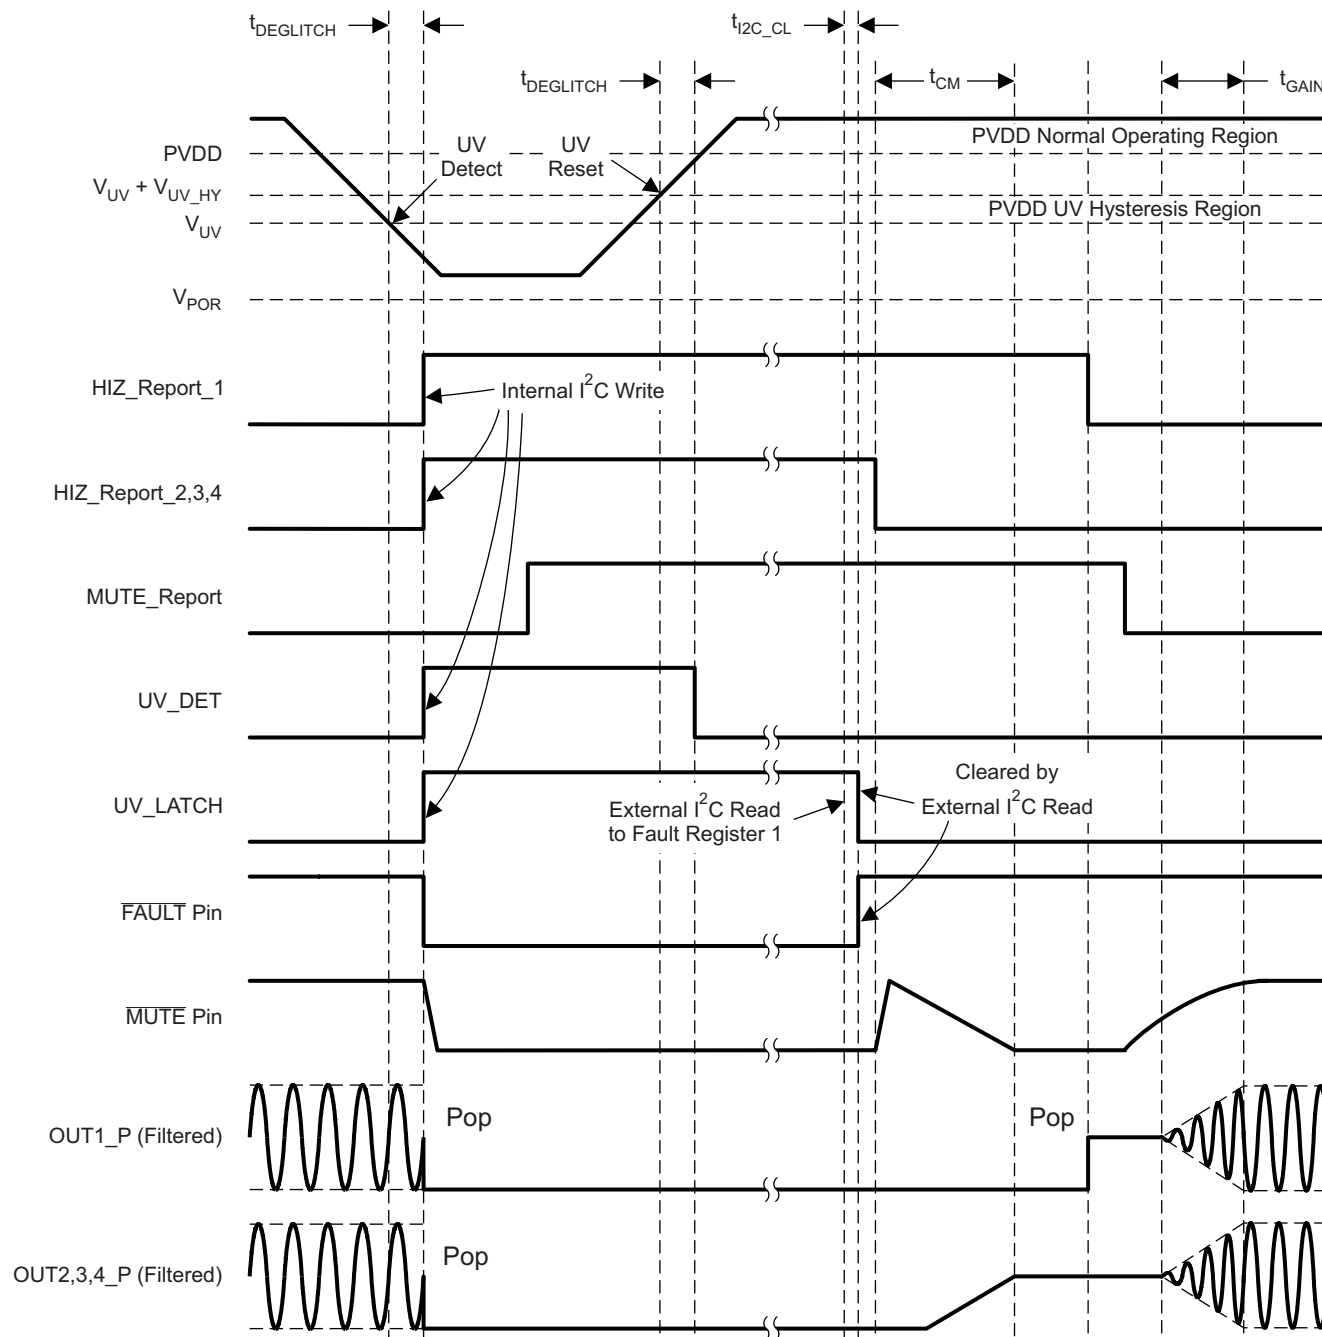 tDEGLITCH
tI2C_CL
tDEGLITCH
tCM
tGAIN
PVDD Normal Operating Region
PVDD
UV
Detect
UV
Reset
VUV + VUV_HY
PVDD UV Hysteresis Region
VUV
VPOR
HIZ_Report_1
Internal I2C Write
HIZ_Report_2,3,4
MUTE_Report
UV_DET
UV_LATCH
External I2C Read
to Fault Register 1
Cleared by
External I2C Read
FAULT Pin
MUTE Pin
Pop
Pop
OUT1_P (Filtered)
Pop
OUT2,3,4_P (Filtered)